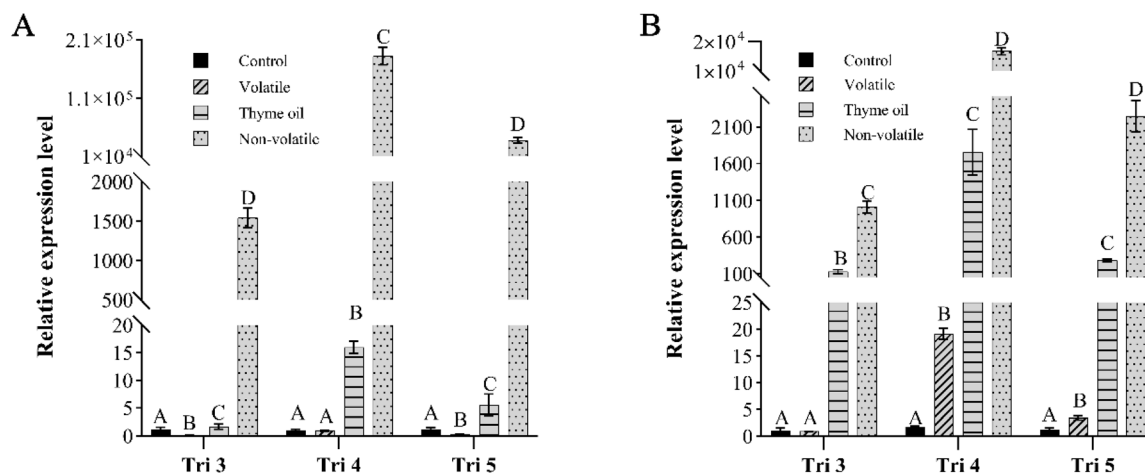 A
Relative expression level
2.1×10⁵
1.1×10⁵
1×10⁴
2000
1500
1000
500
20
15
10
5
0
Control
Volatile
Thyme oil
Non-volatile
A B C D
A A B C
A B C D
Tri 3 Tri 4 Tri 5
B
Relative expression level
2×10⁴
1×10⁴
2100
1600
1100
600
100
25
20
15
10
5
0
Control
Volatile
Thyme oil
Non-volatile
A A B C
A B C D
A B C D
Tri 3 Tri 4 Tri 5